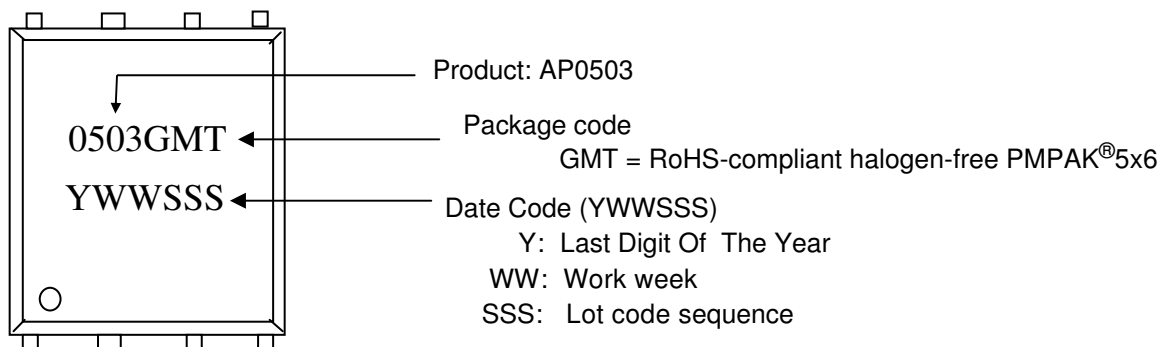 Product: AP0503
0503GMT
Package code
GMT = RoHS-compliant halogen-free PMPAK®5x6
YWWSSS
Date Code (YWWSSS)
Y: Last Digit Of The Year
WW: Work week
SSS: Lot code sequence